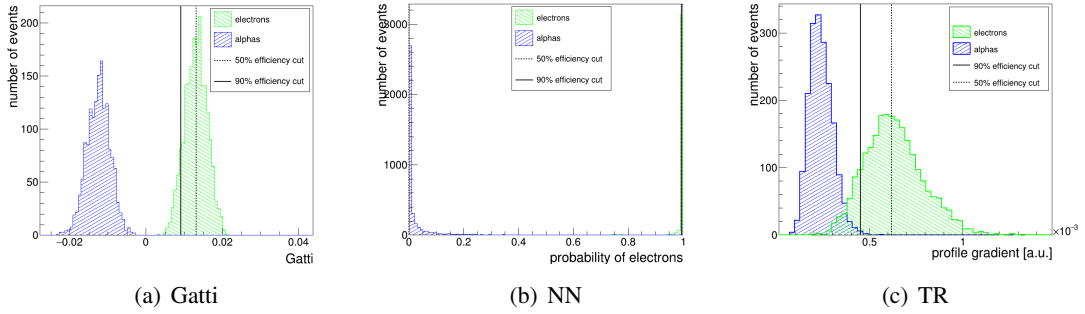 number of events
200
150
100
50
0
−0.02
0
0.02
0.04
Gatti
electrons
alphas
50% efficiency cut
90% efficiency cut
(a) Gatti
number of events
3000
2000
1000
0
0
0.2
0.4
0.6
0.8
1
probability of electrons
electrons
alphas
50% efficiency cut
90% efficiency cut
(b) NN
number of events
300
200
100
0
0.5
1
×10⁻³
profile gradient [a.u.]
electrons
alphas
90% efficiency cut
50% efficiency cut
(c) TR